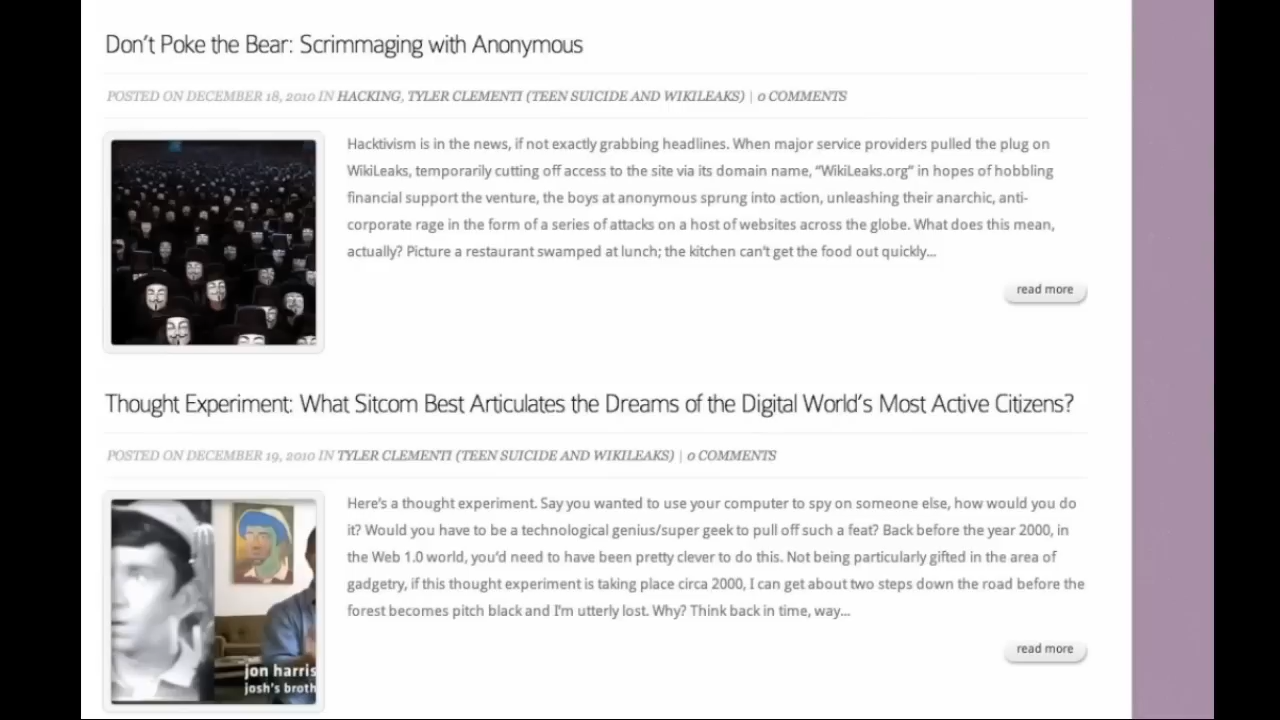 Don't Poke the Bear: Scrimmaging with Anonymous
POSTED ON DECEMBER 18, 2010 IN HACKING, TYLER CLEMENTI (TEEN SUICIDE AND WIKILEAKS) | 0 COMMENTS
Hacktivism is in the news, if not exactly grabbing headlines. When major service providers pulled the plug on
WikiLeaks, temporarily cutting off access to the site via its domain name, “WikiLeaks.org” in hopes of hobbling
financial support the venture, the boys at anonymous sprung into action, unleashing their anarchic, anti-
corporate rage in the form of a series of attacks on a host of websites across the globe. What does this mean,
actually? Picture a restaurant swamped at lunch; the kitchen can't get the food out quickly...
read more
Thought Experiment: What Sitcom Best Articulates the Dreams of the Digital World's Most Active Citizens?
POSTED ON DECEMBER 19, 2010 IN TYLER CLEMENTI (TEEN SUICIDE AND WIKILEAKS) | 0 COMMENTS
Here's a thought experiment. Say you wanted to use your computer to spy on someone else, how would you do
it? Would you have to be a technological genius/super geek to pull off such a feat? Back before the year 2000, in
the Web 1.0 world, you'd need to have been pretty clever to do this. Not being particularly gifted in the area of
gadgetry, if this thought experiment is taking place circa 2000, I can get about two steps down the road before the
forest becomes pitch black and I'm utterly lost. Why? Think back in time, way...
jon harris
josh's broth
read more